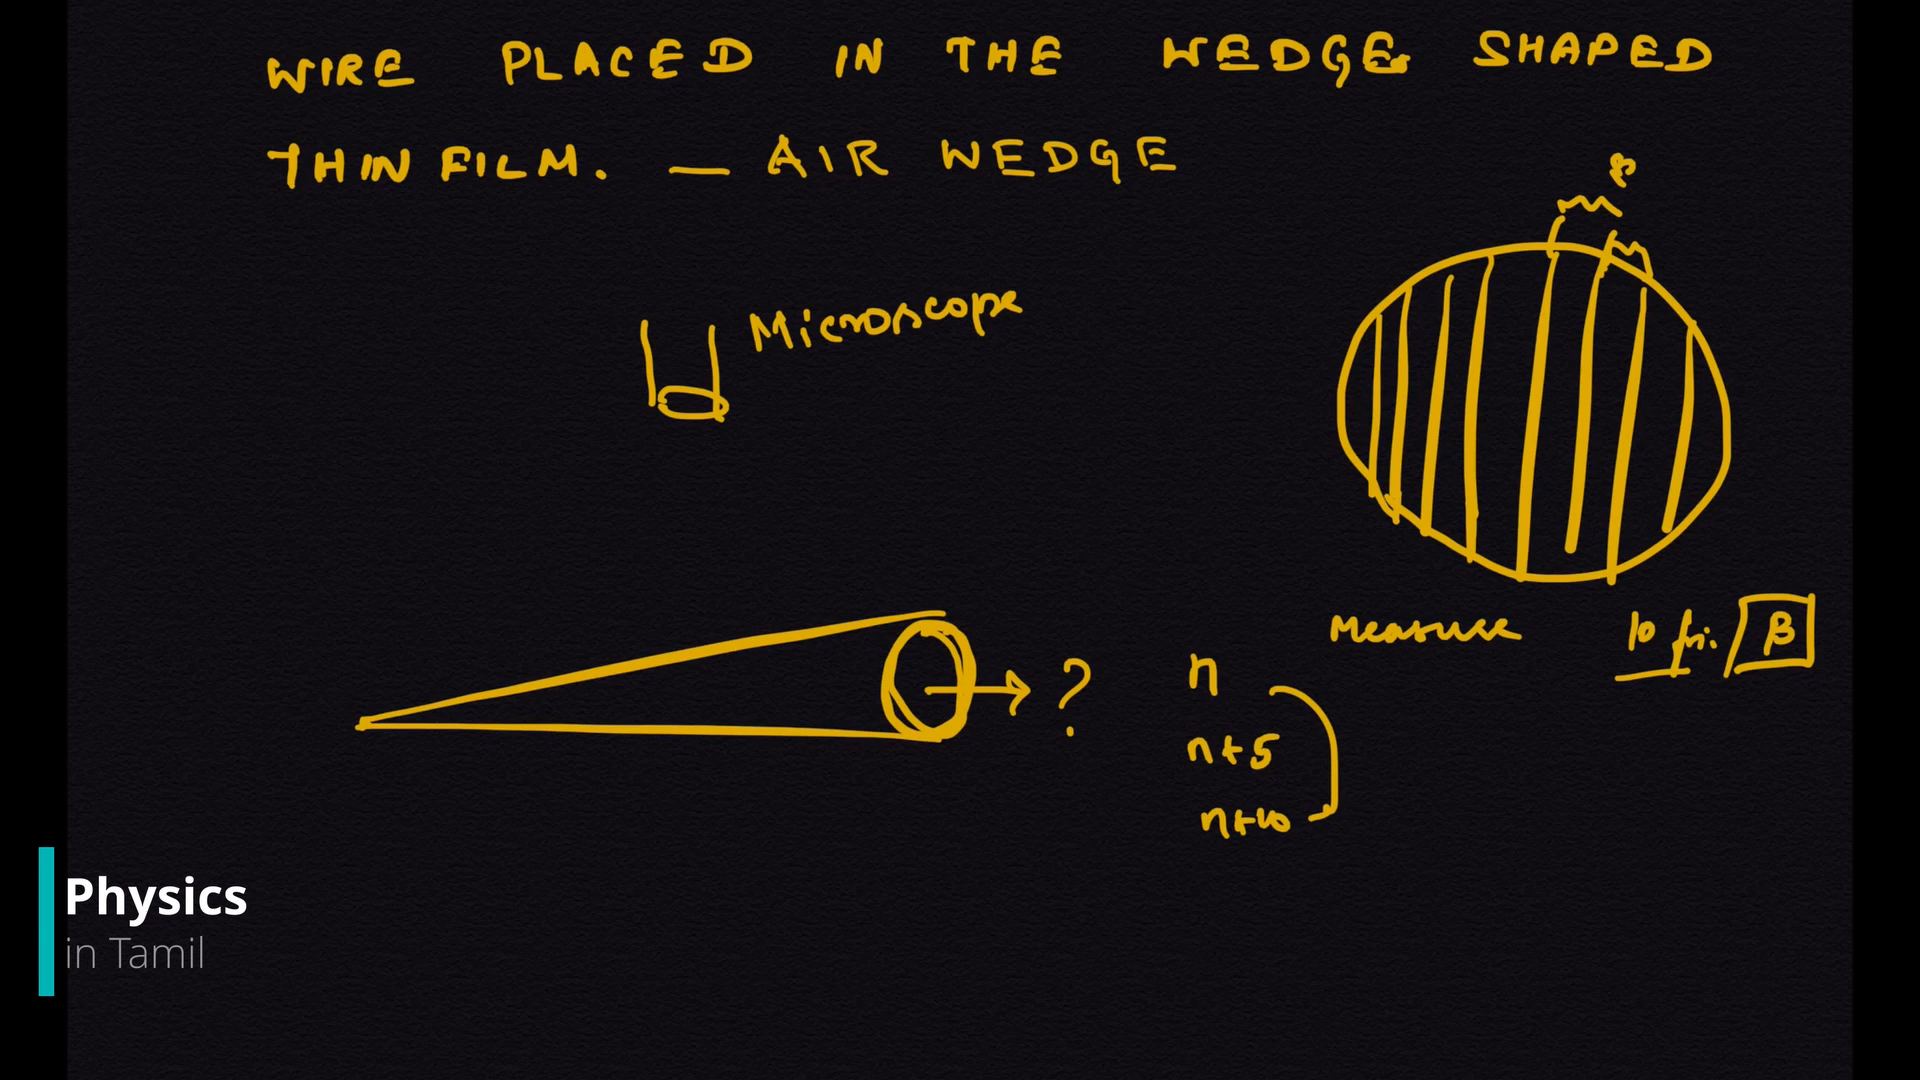 WIRE PLACED IN THE WEDGE SHAPED
THIN FILM. — AIR WEDGE
β
Microscope
Measure 10 fri. / β
?
n
n+5
n+10
Physics
in Tamil